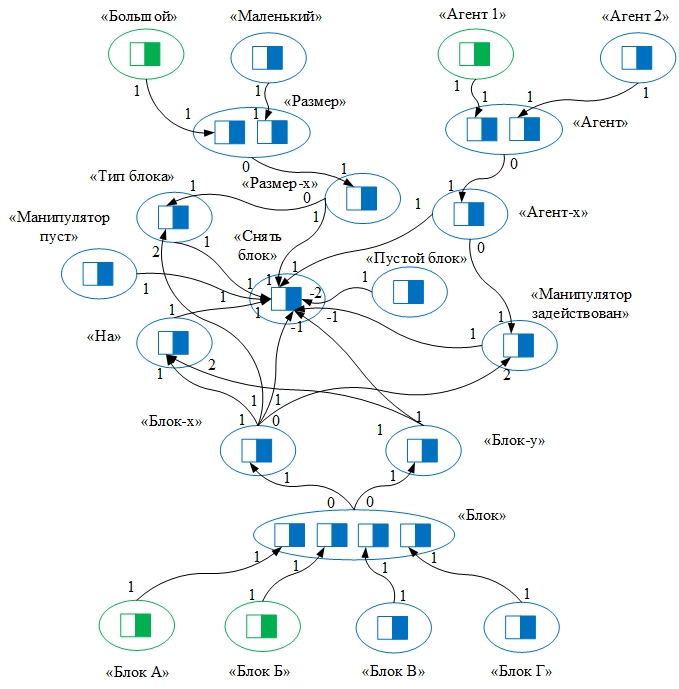 «Большой»
«Маленький»
«Агент 1»
«Агент 2»
1
1
1
1
1
1
«Размер»
1
1
«Агент»
0
0
«Тип блока»
1
«Размер-х»
1
0
1
1
1
«Агент-х»
«Манипулятор
пуст»
2
1
«Снять
блок»
1
0
«Пустой блок»
1
1
1
-2
1
«Манипулятор
задействован»
1
1
-1
-1
1
«На»
1
1
2
2
«Блок-х»
1
1
0
1
1
1
«Блок-у»
1
1
0
0
«Блок»
1
1
1
1
1
1
1
1
«Блок А»
«Блок Б»
«Блок В»
«Блок Г»